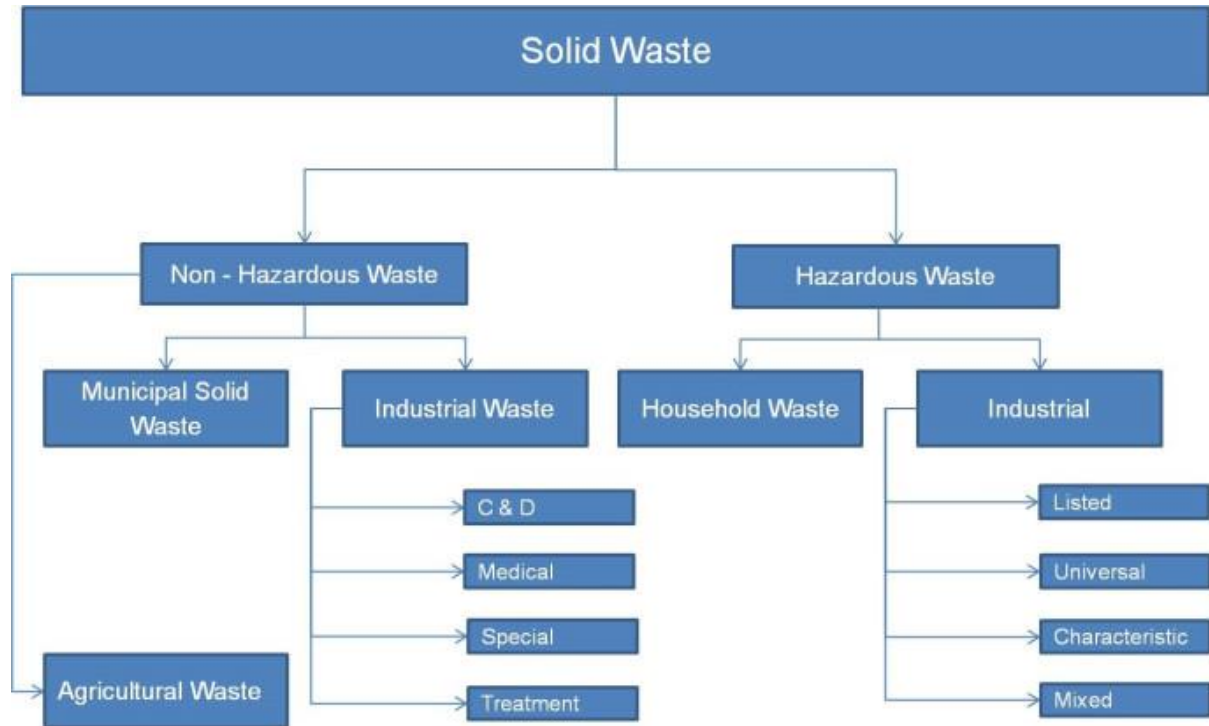 Solid Waste
Non - Hazardous Waste
Hazardous Waste
Municipal Solid
Waste
Industrial Waste
Household Waste
Industrial
C & D
Medical
Special
Treatment
Listed
Universal
Characteristic
Mixed
Agricultural Waste